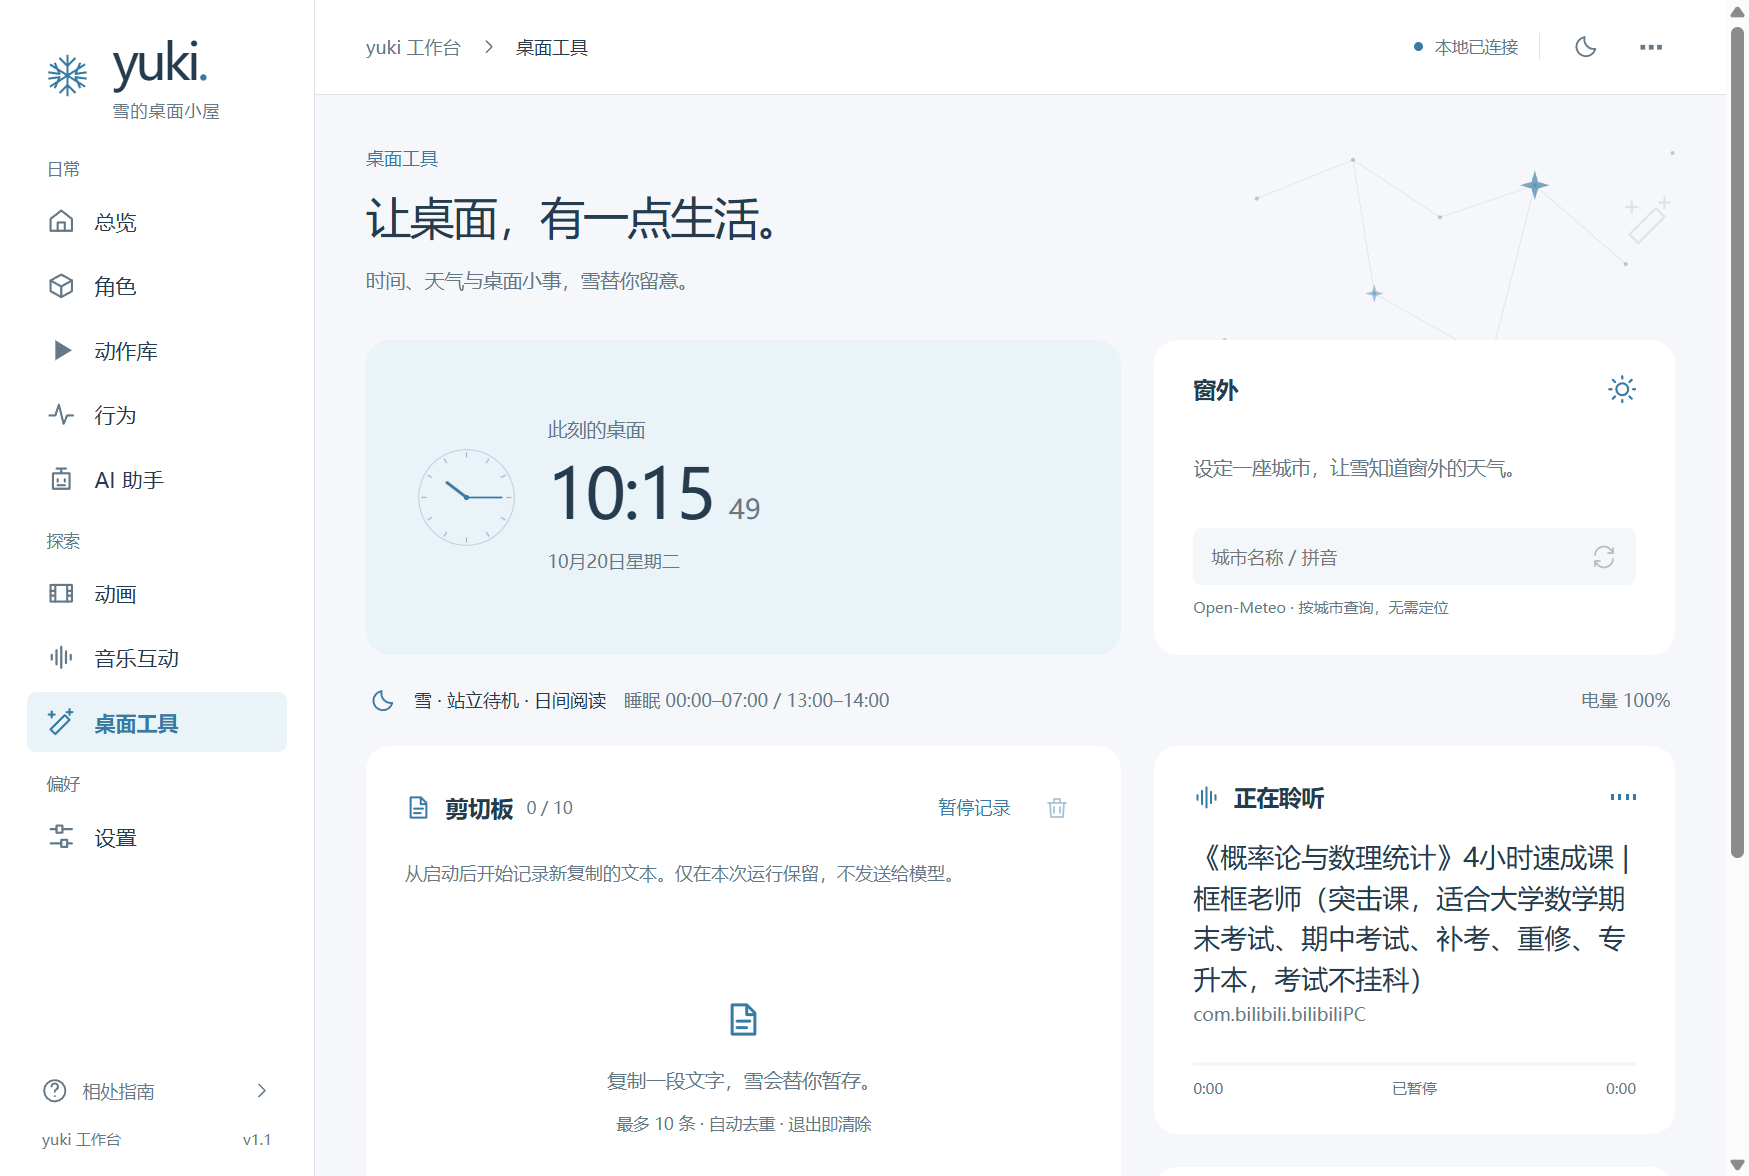 yuki.
雪的桌面小屋
日常
总览
角色
动作库
行为
AI 助手
探索
动画
音乐互动
桌面工具
偏好
设置
相处指南
yuki 工作台 v1.1
yuki 工作台 > 桌面工具
本地已连接
桌面工具
让桌面，有一点生活。
时间、天气与桌面小事，雪替你留意。
此刻的桌面
10:15 49
10月20日星期二
窗外
设定一座城市，让雪知道窗外的天气。
城市名称 / 拼音
Open-Meteo · 按城市查询，无需定位
雪 · 站立待机 · 日间阅读 睡眠 00:00–07:00 / 13:00–14:00
电量 100%
剪切板 0 / 10
暂停记录
从启动后开始记录新复制的文本。仅在本次运行保留，不发送给模型。
复制一段文字，雪会替你暂存。
最多 10 条 · 自动去重 · 退出即清除
正在聆听
《概率论与数理统计》4小时速成课 |
框框老师（突击课，适合大学数学期
末考试、期中考试、补考、重修、专
升本，考试不挂科）
com.bilibili.bilibiliPC
0:00 已暂停 0:00